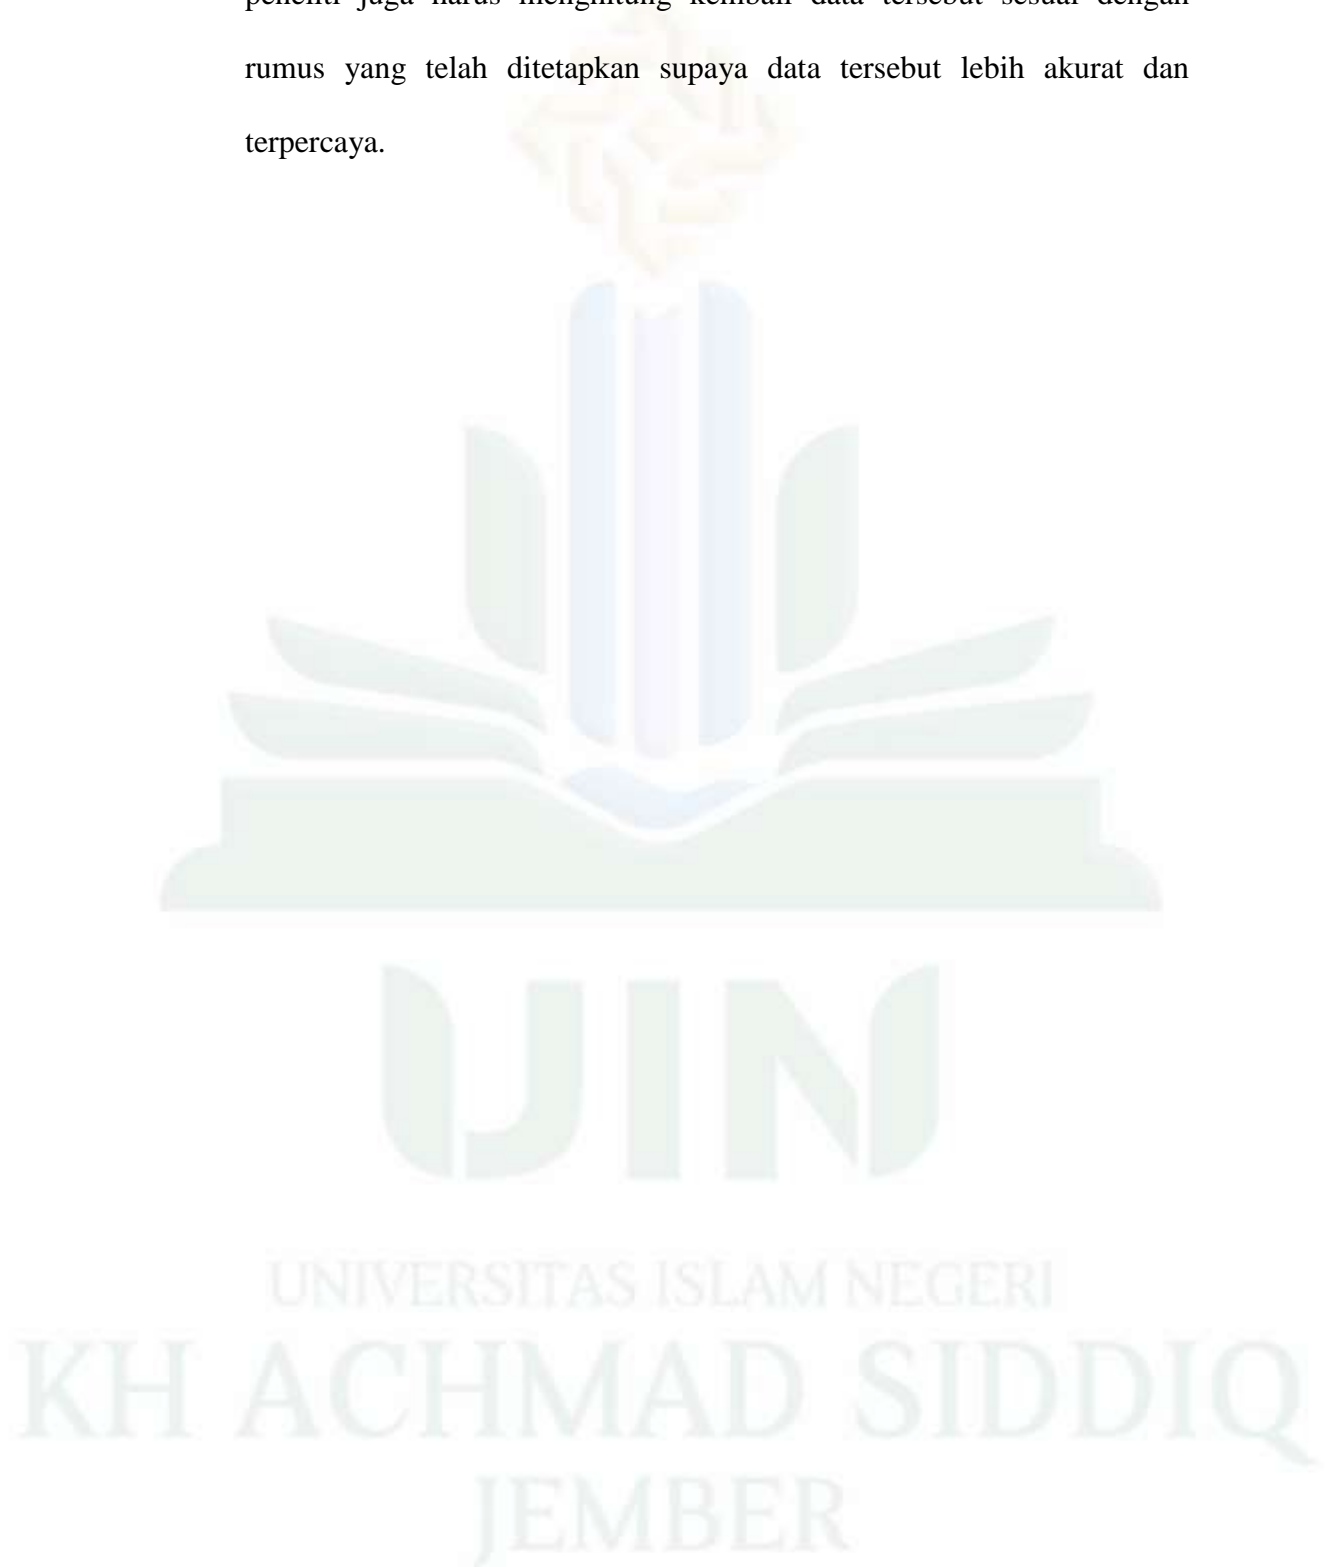 peneliti juga harus menghitung kembali data tersebut sesuai dengan
rumus yang telah ditetapkan supaya data tersebut lebih akurat dan
terpercaya.
UIN
UNIVERSITAS ISLAM NEGERI
KH ACHMAD SIDDIQ
JEMBER